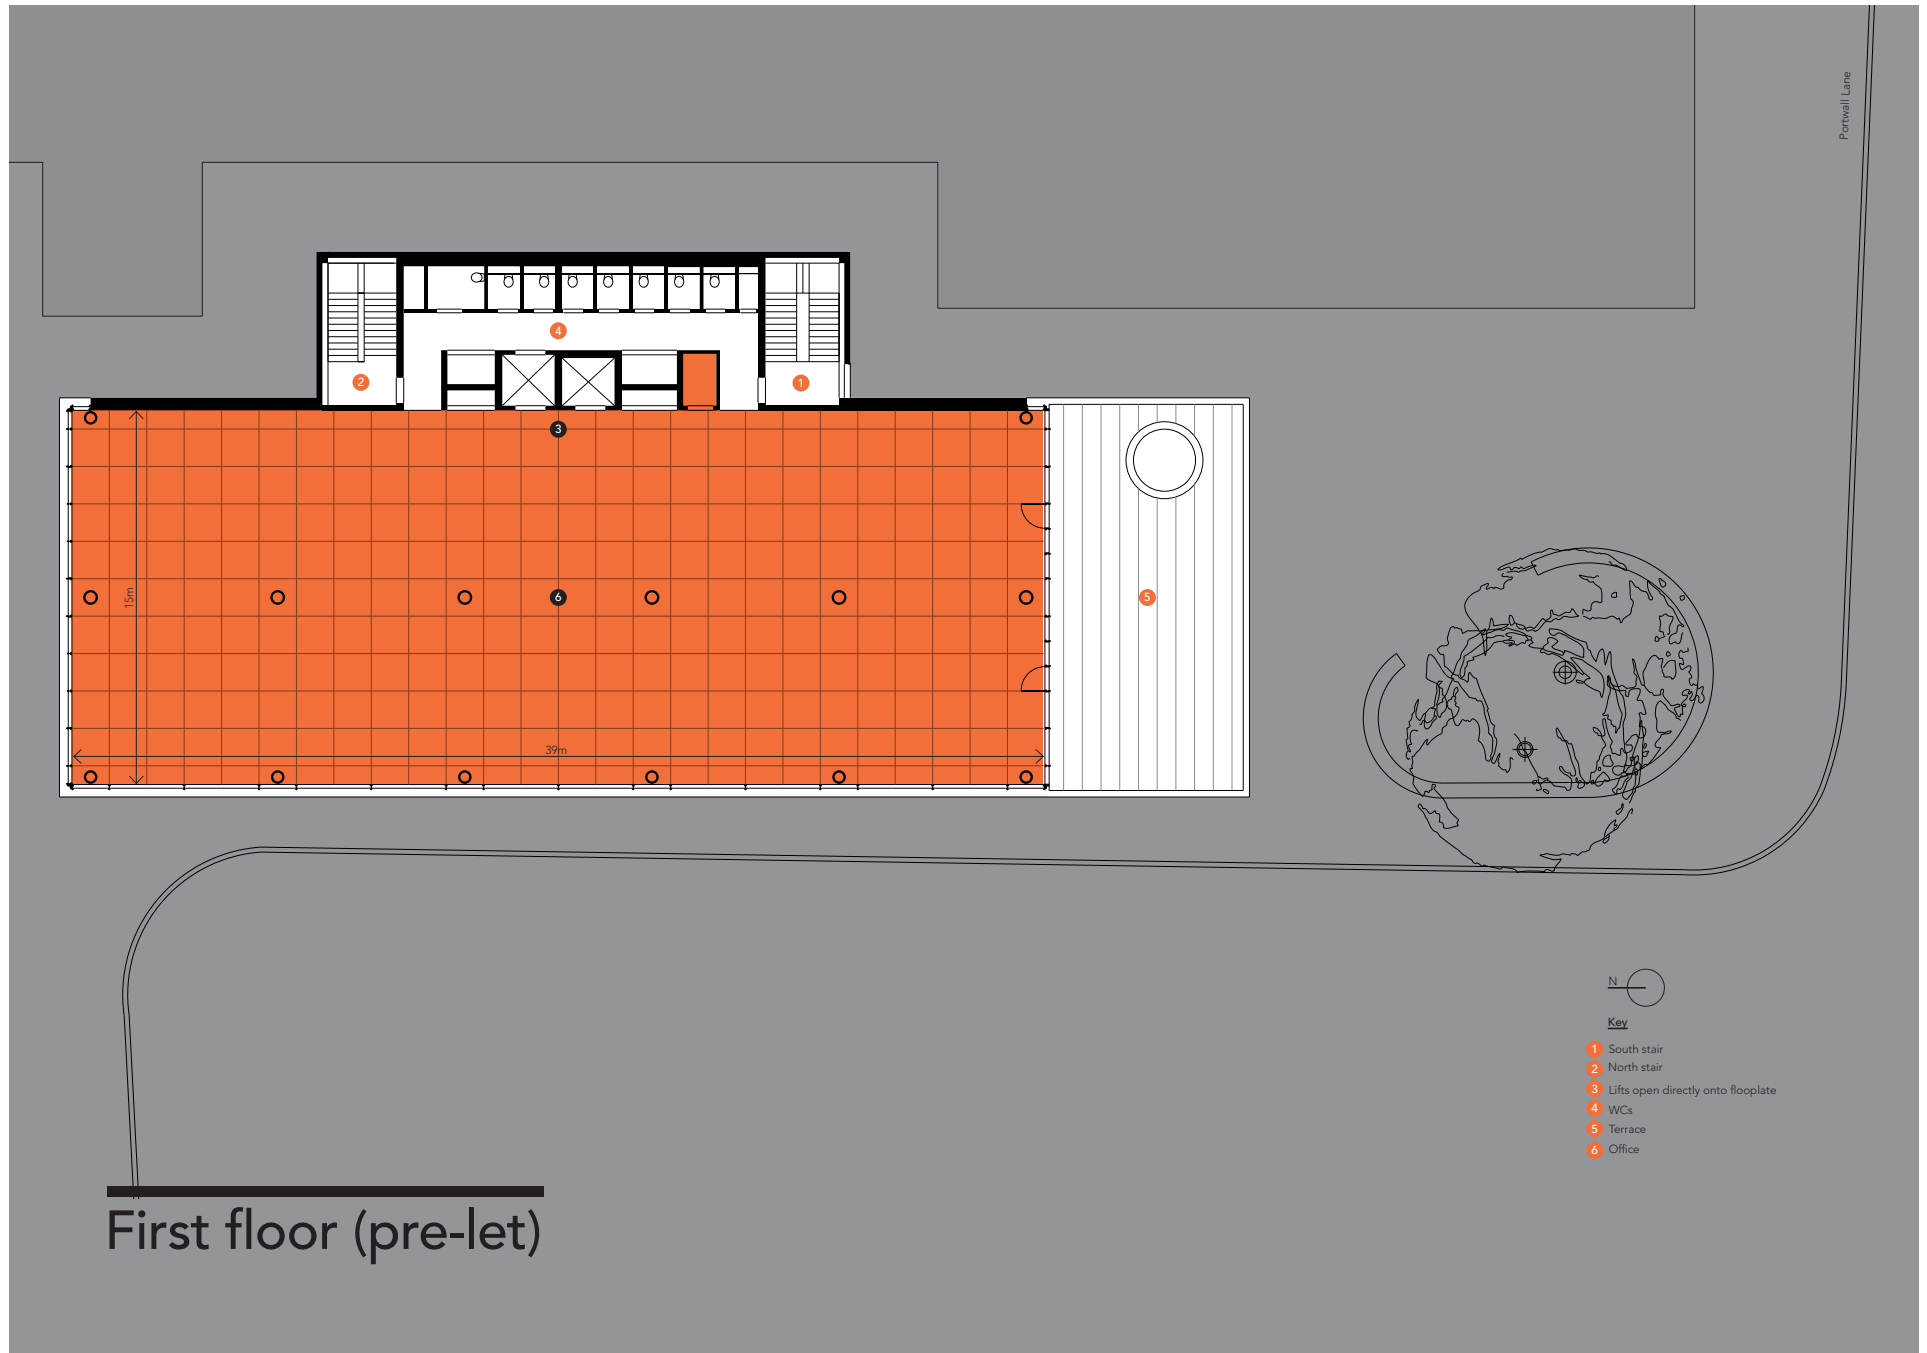 Portwall Lane
4
2
1
3
15m
6
5
39m
N
Key
1 South stair
2 North stair
3 Lifts open directly onto flooplate
4 WCs
5 Terrace
6 Office
First floor (pre-let)